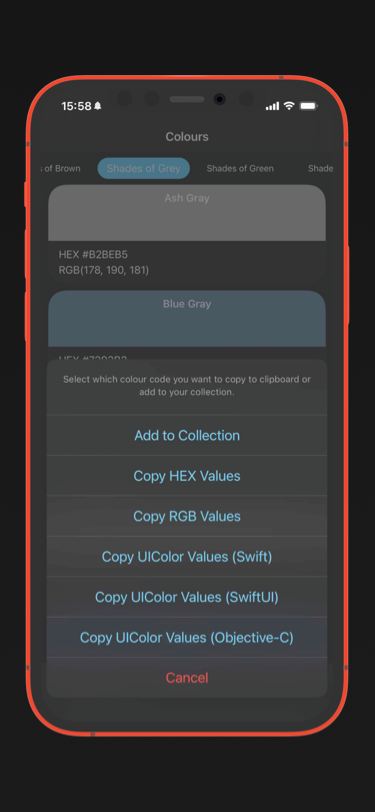 15:58
Colours
of Brown
Shades of Grey
Shades of Green
Shade
Ash Gray
HEX #B2BEB5
RGB(178, 190, 181)
Blue Gray
Select which colour code you want to copy to clipboard or
add to your collection.
Add to Collection
Copy HEX Values
Copy RGB Values
Copy UIColor Values (Swift)
Copy UIColor Values (SwiftUI)
Copy UIColor Values (Objective-C)
Cancel